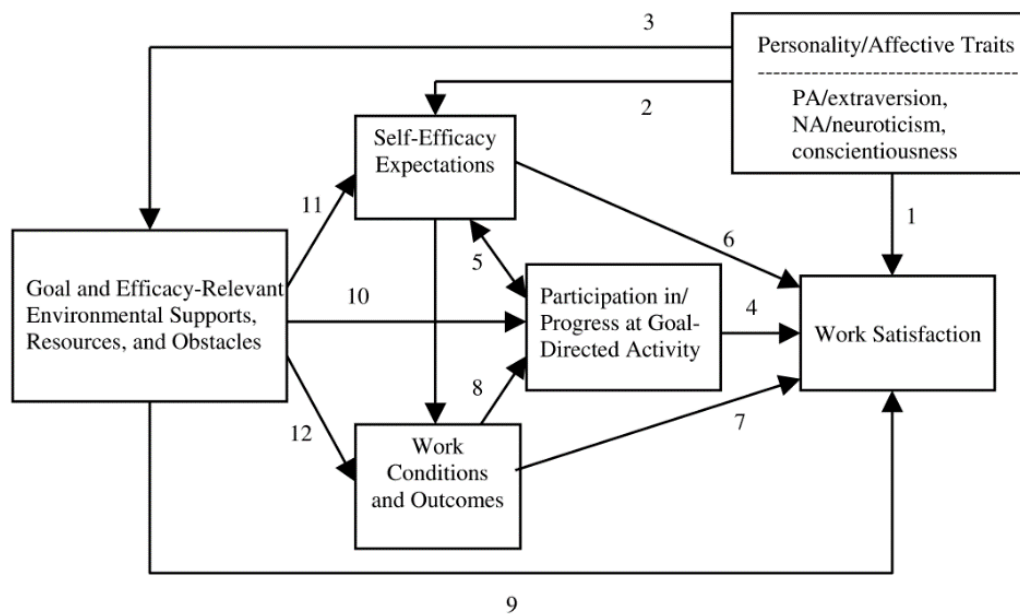 3
Personality/Affective Traits
-----------------------------------
PA/extraversion,
NA/neuroticism,
conscientiousness
2
Self-Efficacy
Expectations
11
1
6
5
Goal and Efficacy-Relevant
Environmental Supports,
Resources, and Obstacles
10
Participation in/
Progress at Goal-
Directed Activity
4
Work Satisfaction
8
12
7
Work
Conditions
and Outcomes
9